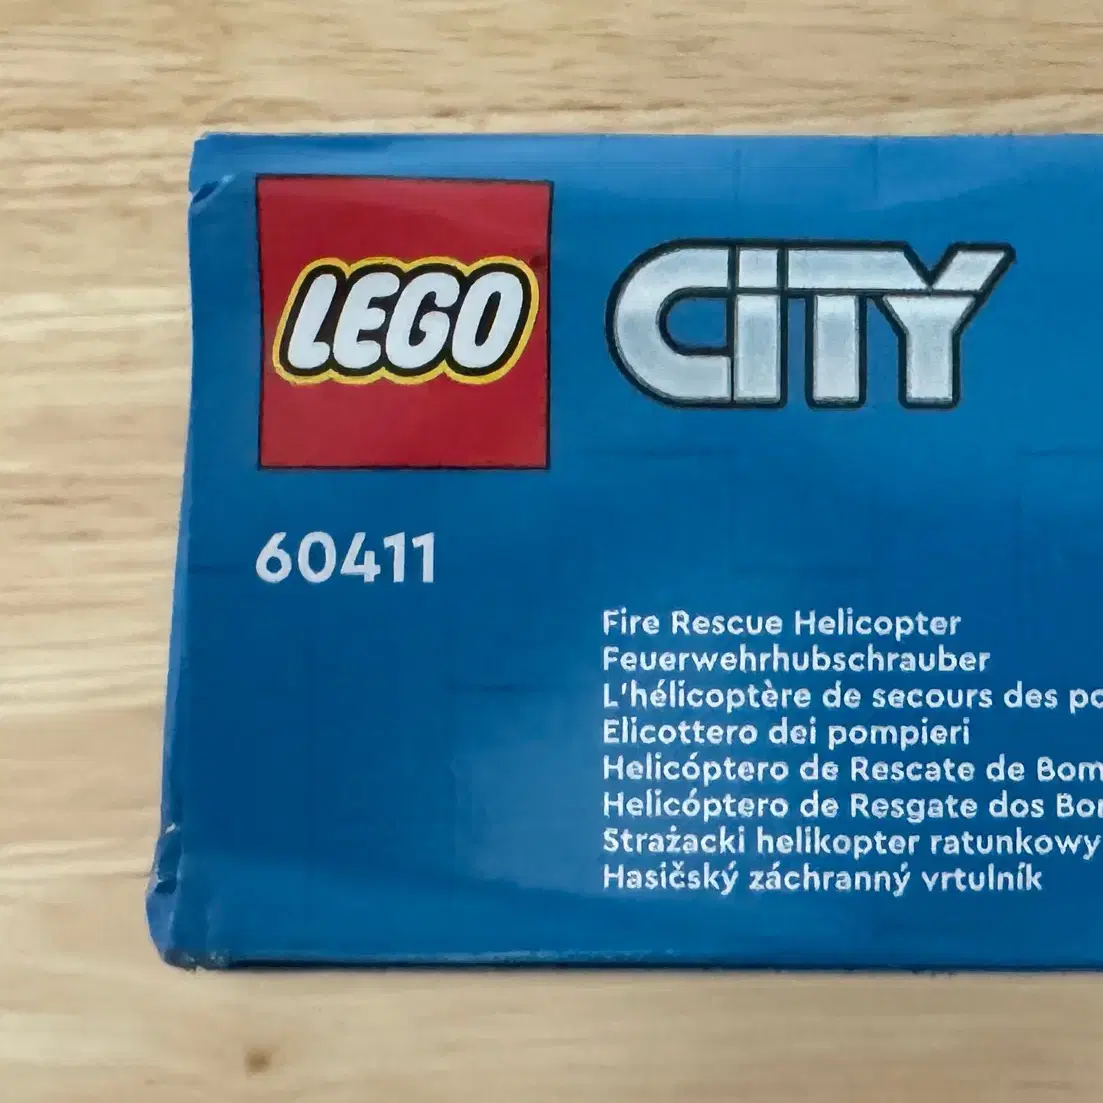 LEGO
CITY
60411
Fire Rescue Helicopter
Feuerwehrhubschrauber
L'hélicoptère de secours des po
Elicottero dei pompieri
Helicóptero de Rescate de Bom
Helicóptero de Resgate dos Bo
Strażacki helikopter ratunkowy
Hasičský záchranný vrtulník